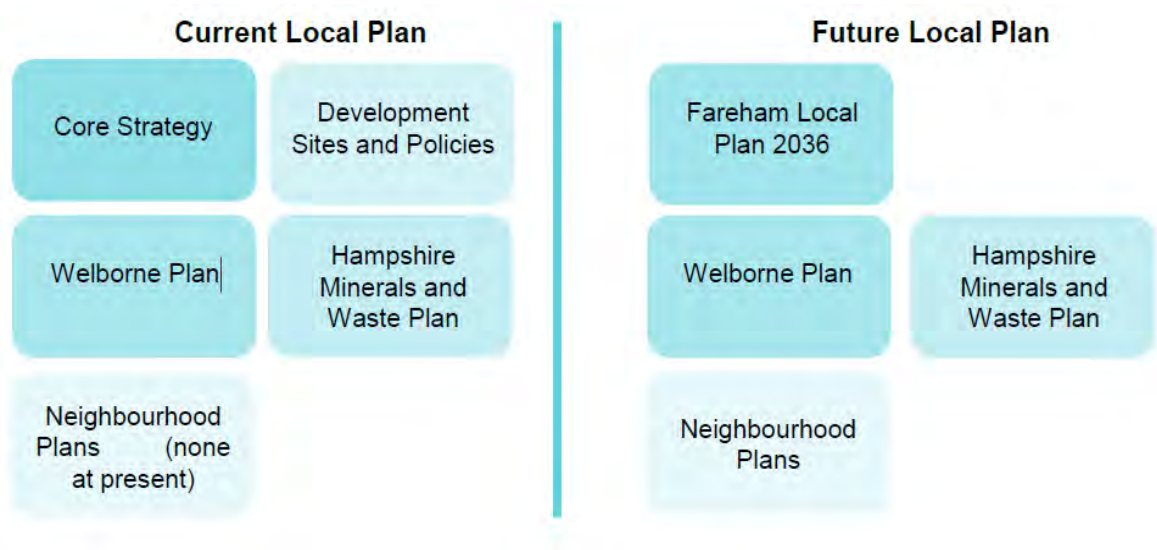 Current Local Plan
Core Strategy
Development
Sites and Policies
Welborne Plan
Hampshire
Minerals and
Waste Plan
Neighbourhood
Plans (none
at present)
Future Local Plan
Fareham Local
Plan 2036
Welborne Plan
Hampshire
Minerals and
Waste Plan
Neighbourhood
Plans